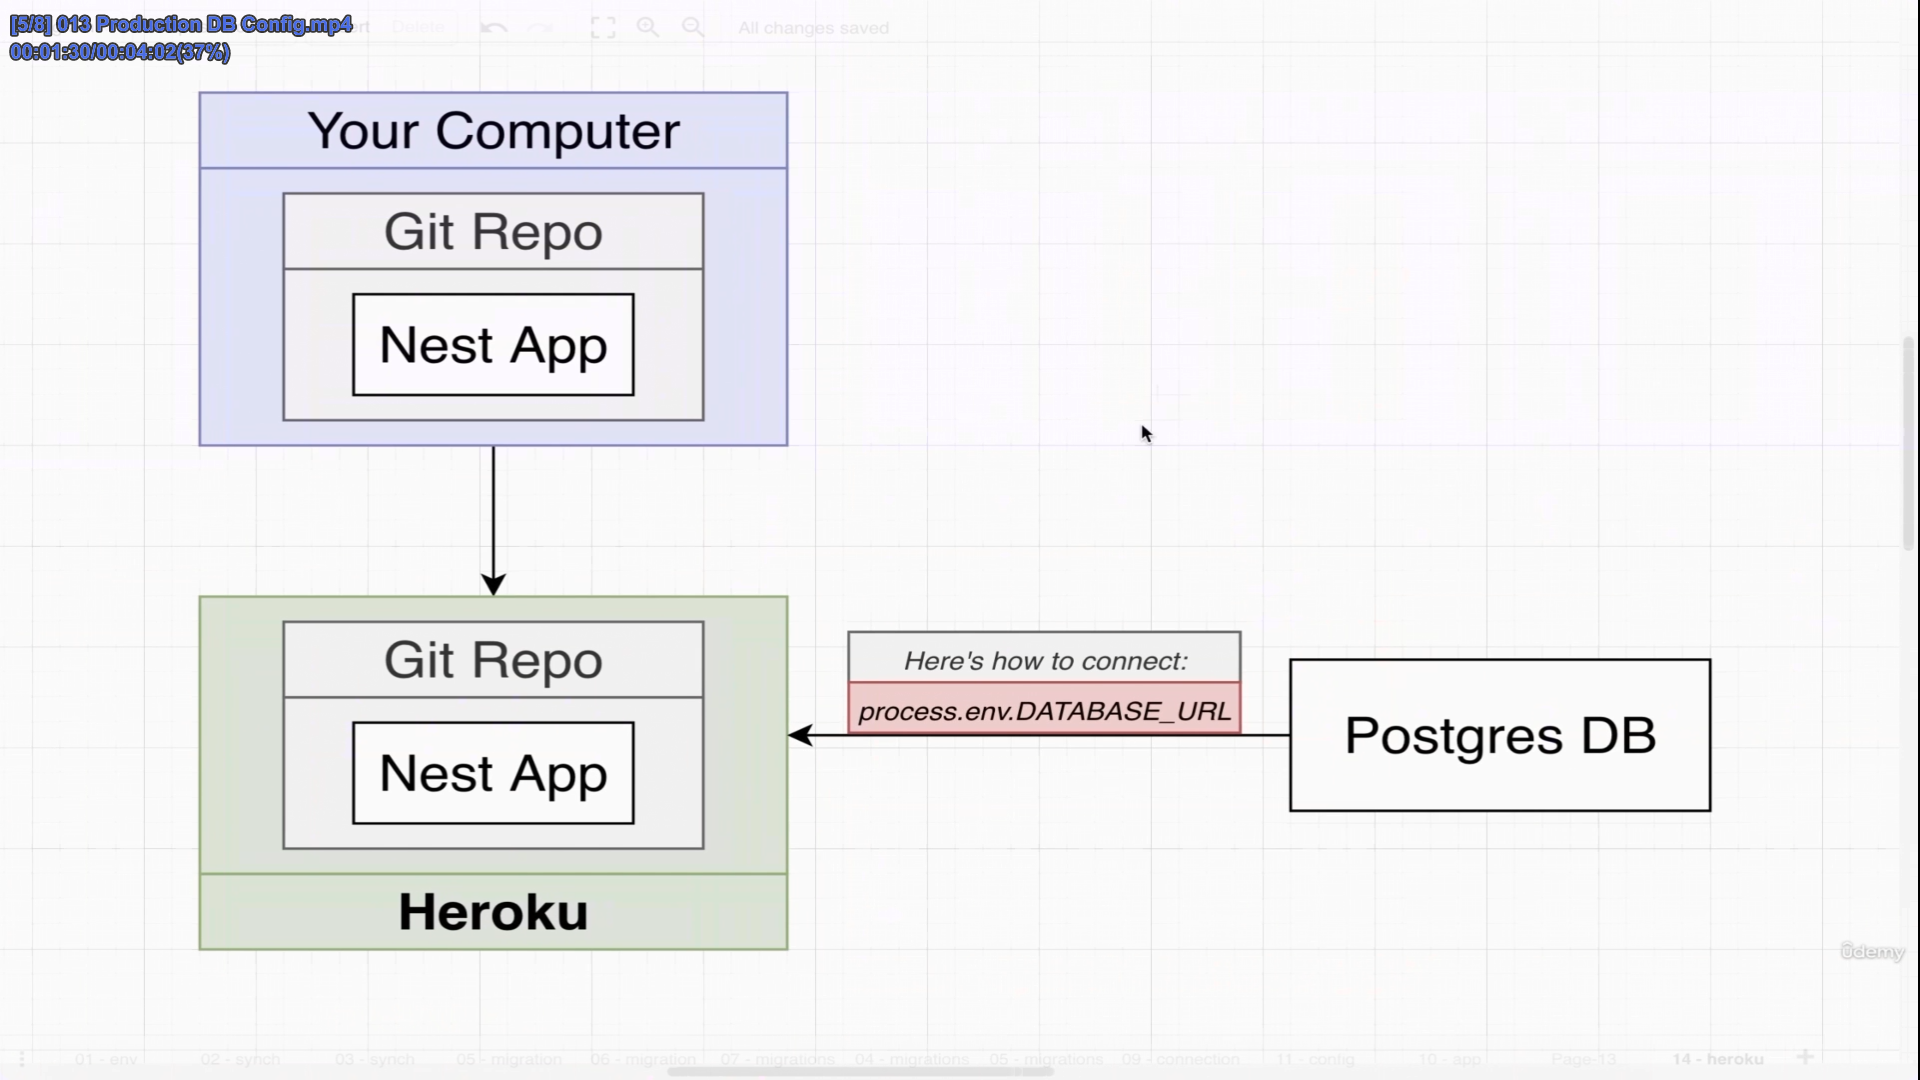 [5/8] 013 Production DB Config.mp4
00:01:30/00:04:02(37%)
Delete
All changes saved
Your Computer
Git Repo
Nest App
Git Repo
Nest App
Heroku
Here's how to connect:
process.env.DATABASE_URL
Postgres DB
ûdemy
01 - env
02 - synch
03 - synch
05 - migration
06 - migration
07 - migrations
04 - migrations
05 - migrations
09 - connection
11 - config
10 - app
Page-13
14 - heroku